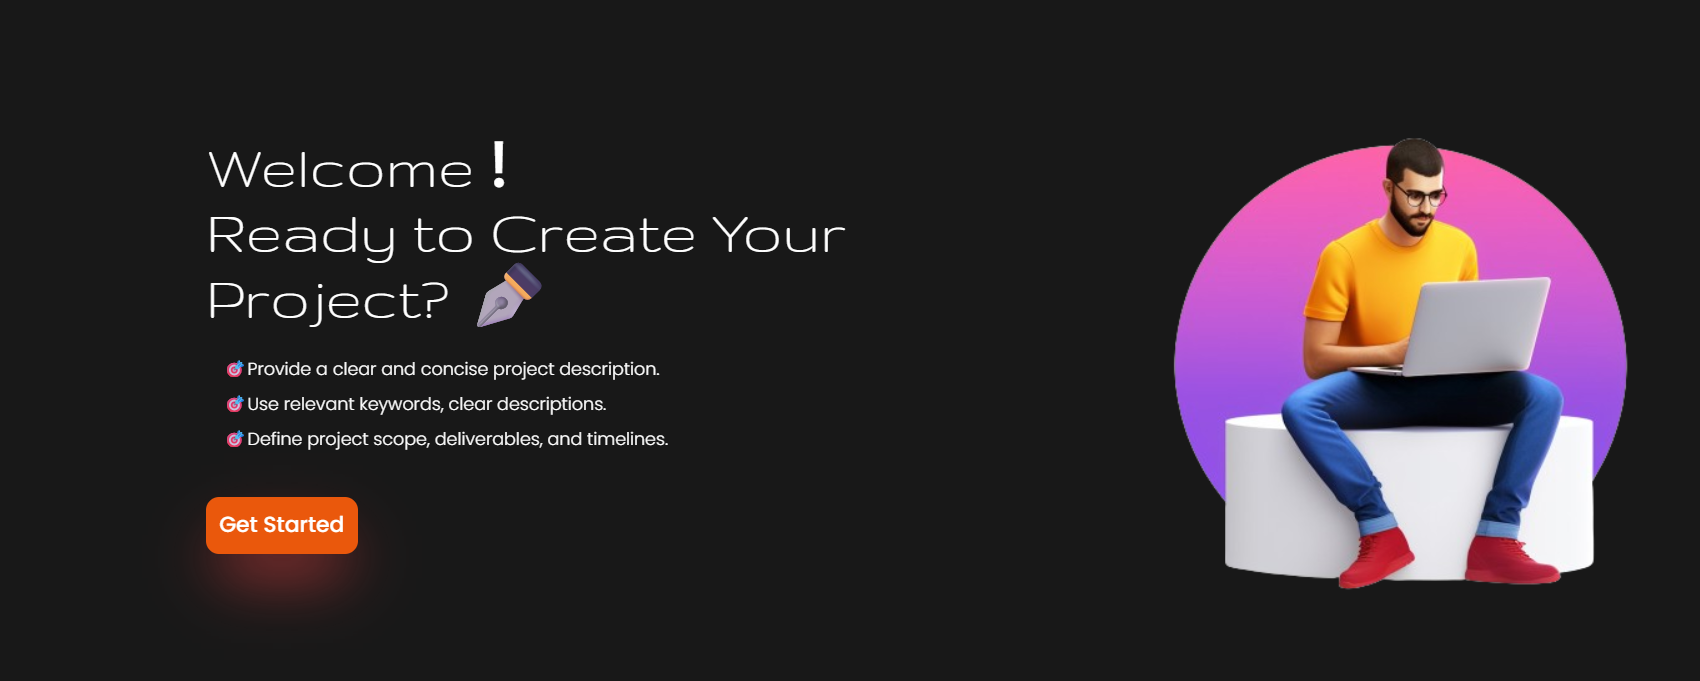 Welcome !
Ready to Create Your
Project?
Provide a clear and concise project description.
Use relevant keywords, clear descriptions.
Define project scope, deliverables, and timelines.
Get Started